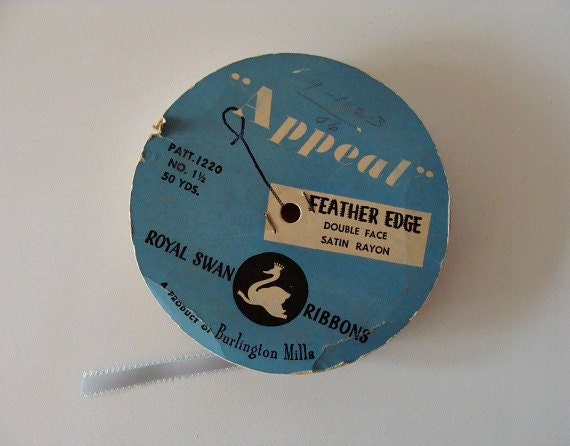 "Appeal"
PATT. 1220
NO. 1½
50 YDS.
FEATHER EDGE
DOUBLE FACE
SATIN RAYON
ROYAL SWAN
RIBBONS
A PRODUCT OF Burlington Mills